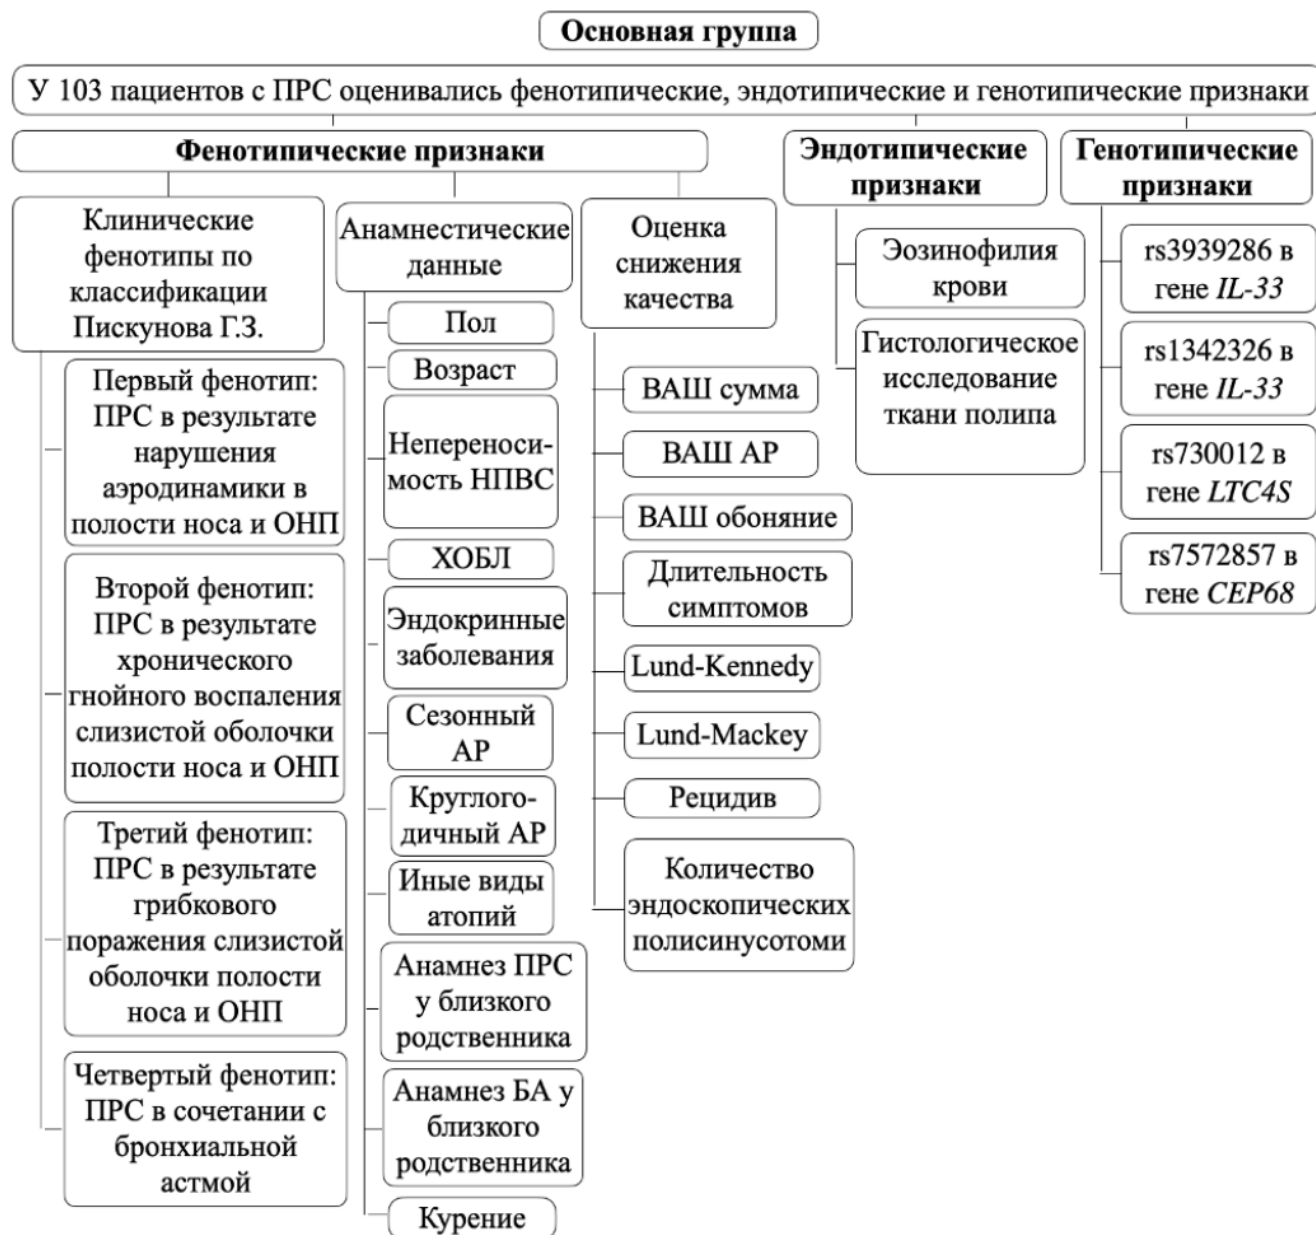 Основная группа
У 103 пациентов с ПРС оценивались фенотипические, эндотипические и генотипические признаки
Фенотипические признаки
Клинические
фенотипы по
классификации
Пискунова Г.З.
Первый фенотип:
ПРС в результате
нарушения
аэродинамики в
полости носа и ОНП
Второй фенотип:
ПРС в результате
хронического
гнойного воспаления
слизистой оболочки
полости носа и ОНП
Третий фенотип:
ПРС в результате
грибкового
поражения слизистой
оболочки полости
носа и ОНП
Четвертый фенотип:
ПРС в сочетании с
бронхиальной
астмой
Анамнестические
данные
Пол
Возраст
Непереноси-
мость НПВС
ХОБЛ
Эндокринные
заболевания
Сезонный
АР
Круглого-
дичный АР
Иные виды
атопий
Анамнез ПРС
у близкого
родственника
Анамнез БА у
близкого
родственника
Курение
Оценка
снижения
качества
ВАШ сумма
ВАШ АР
ВАШ обоняние
Длительность
симптомов
Lund-Kennedy
Lund-Mackey
Рецидив
Количество
эндоскопических
полисинусотоми
Эндотипические
признаки
Эозинофилия
крови
Гистологическое
исследование
ткани полипа
Генотипические
признаки
rs3939286 в
гене IL-33
rs1342326 в
гене IL-33
rs730012 в
гене LTC4S
rs7572857 в
гене CEP68